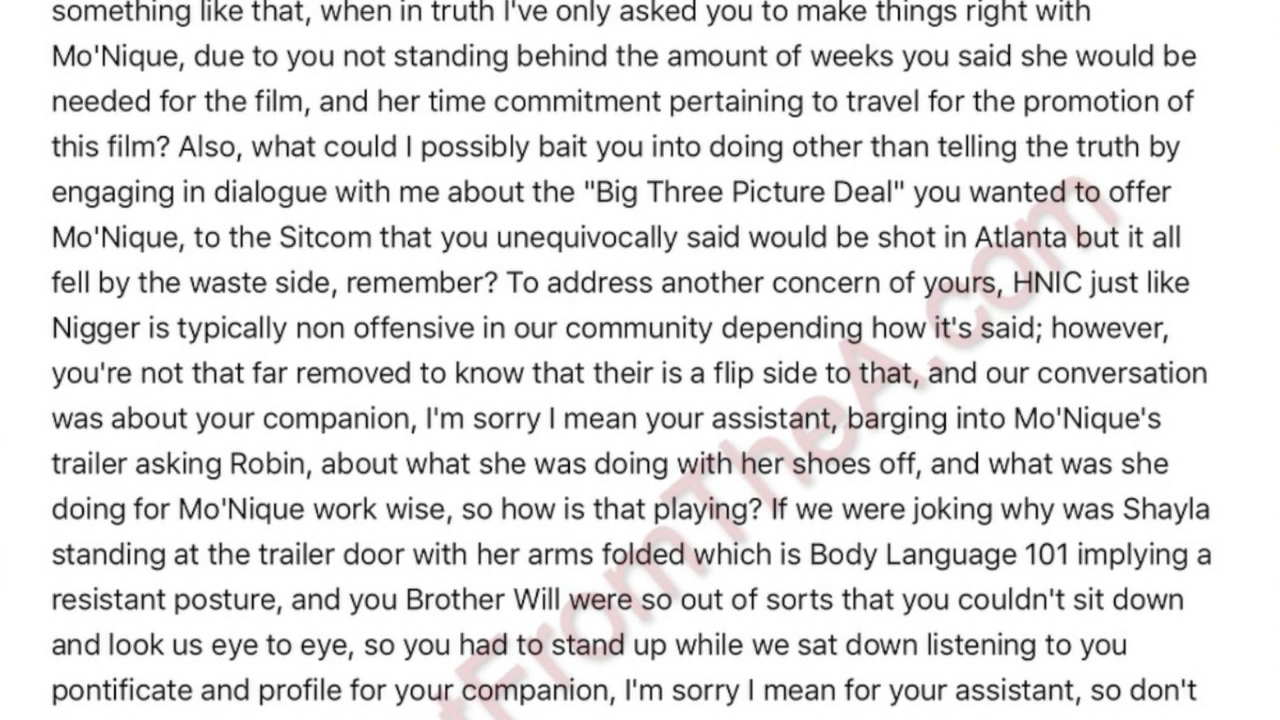 something like that, when in truth I've only asked you to make things right with
Mo'Nique, due to you not standing behind the amount of weeks you said she would be
needed for the film, and her time commitment pertaining to travel for the promotion of
this film? Also, what could I possibly bait you into doing other than telling the truth by
engaging in dialogue with me about the "Big Three Picture Deal" you wanted to offer
Mo'Nique, to the Sitcom that you unequivocally said would be shot in Atlanta but it all
fell by the waste side, remember? To address another concern of yours, HNIC just like
Nigger is typically non offensive in our community depending how it's said; however,
you're not that far removed to know that their is a flip side to that, and our conversation
was about your companion, I'm sorry I mean your assistant, barging into Mo'Nique's
trailer asking Robin, about what she was doing with her shoes off, and what was she
doing for Mo'Nique work wise, so how is that playing? If we were joking why was Shayla
standing at the trailer door with her arms folded which is Body Language 101 implying a
resistant posture, and you Brother Will were so out of sorts that you couldn't sit down
and look us eye to eye, so you had to stand up while we sat down listening to you
pontificate and profile for your companion, I'm sorry I mean for your assistant, so don't
tFromTheA.com